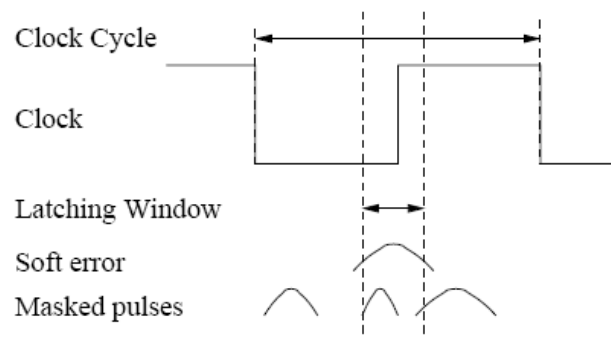 Clock Cycle
Clock
Latching Window
Soft error
Masked pulses